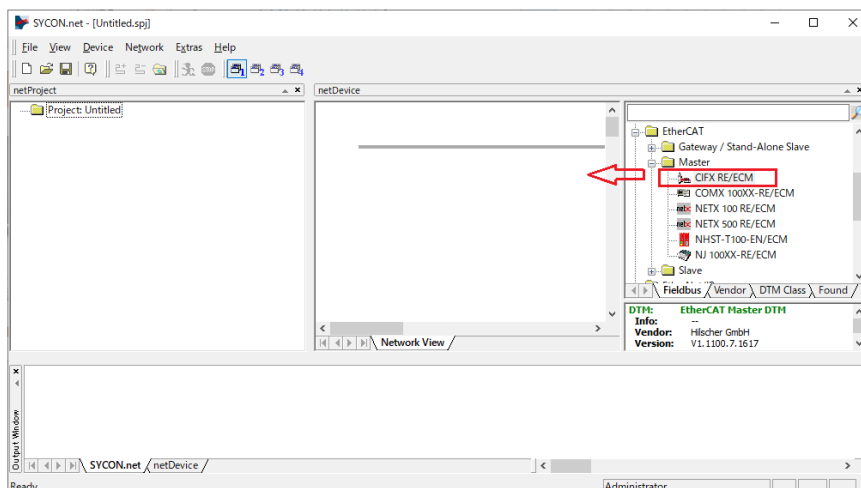 SYCON.net - [Untitled.spj]
File View Device Network Extras Help
netProject
netDevice
Project: Untitled
EtherCAT
Gateway / Stand-Alone Slave
Master
CIFX RE/ECM
COMX 100XX-RE/ECM
NETX 100 RE/ECM
NETX 500 RE/ECM
NHST-T100-EN/ECM
NJ 100XX-RE/ECM
Slave
Fieldbus Vendor DTM Class Found
Network View
DTM: EtherCAT Master DTM
Info: --
Vendor: Hilscher GmbH
Version: V1.1100.7.1617
Output Window
SYCON.net netDevice
Ready
Administrator